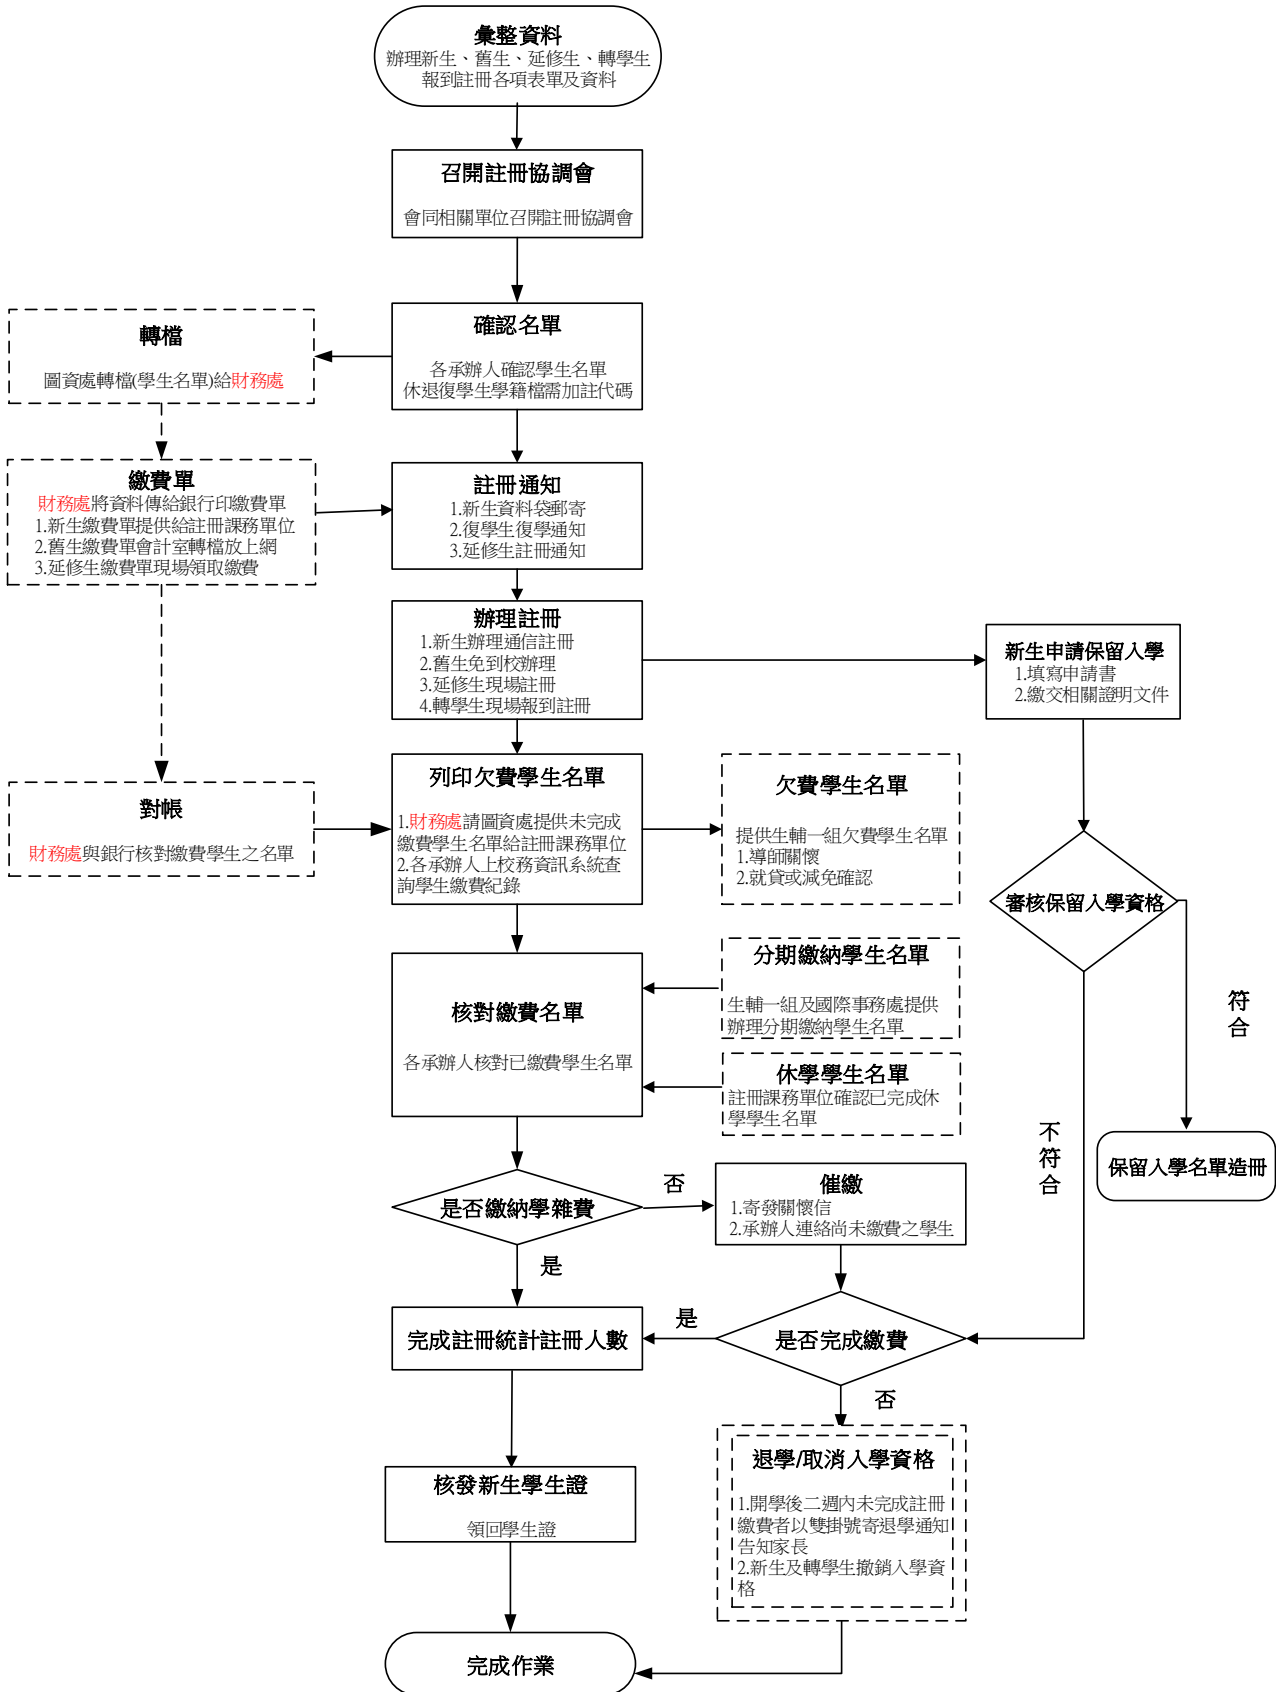 彙整資料
辦理新生、舊生、延修生、轉學生
報到註冊各項表單及資料
召開註冊協調會
會同相關單位召開註冊協調會
確認名單
各承辦人確認學生名單
休退復學生學籍檔需加註代碼
轉檔
圖資處轉檔(學生名單)給財務處
繳費單
財務處將資料傳給銀行印繳費單
1.新生繳費單提供給註冊課務單位
2.舊生繳費單會計室轉檔放上網
3.延修生繳費單現場領取繳費
註冊通知
1.新生資料袋郵寄
2.復學生復學通知
3.延修生註冊通知
辦理註冊
1.新生辦理通信註冊
2.舊生免到校辦理
3.延修生現場註冊
4.轉學生現場報到註冊
新生申請保留入學
1.填寫申請書
2.繳交相關證明文件
對帳
財務處與銀行核對繳費學生之名單
列印欠費學生名單
1.財務處請圖資處提供未完成
繳費學生名單給註冊課務單位
2.各承辦人上校務資訊系統查
詢學生繳費紀錄
欠費學生名單
提供生輔一組欠費學生名單
1.導師關懷
2.就貸或減免確認
審核保留入學資格
分期繳納學生名單
生輔一組及國際事務處提供
辦理分期繳納學生名單
核對繳費名單
各承辦人核對已繳費學生名單
休學學生名單
註冊課務單位確認已完成休
學學生名單
符合
不符合
保留入學名單造冊
是否繳納學雜費
否
催繳
1.寄發關懷信
2.承辦人連絡尚未繳費之學生
是
完成註冊統計註冊人數
是
是否完成繳費
否
核發新生學生證
領回學生證
退學/取消入學資格
1.開學後二週內未完成註冊
繳費者以雙掛號寄退學通知
告知家長
2.新生及轉學生撤銷入學資
格
完成作業